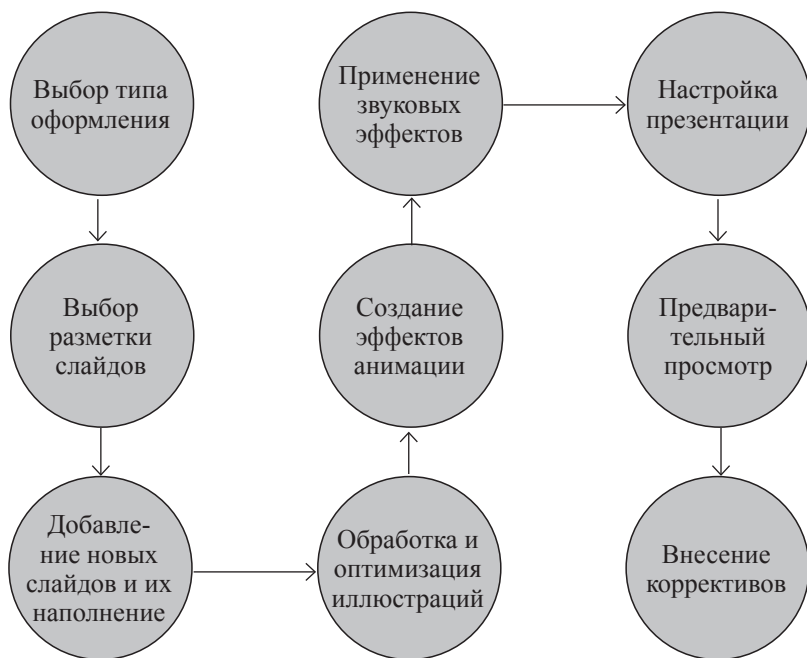 Выбор типа
оформления
Выбор
разметки
слайдов
Добавле-
ние новых
слайдов и их
наполнение
Обработка и
оптимизация
иллюстраций
Создание
эффектов
анимации
Применение
звуковых
эффектов
Настройка
презентации
Предвари-
тельный
просмотр
Внесение
коррективов